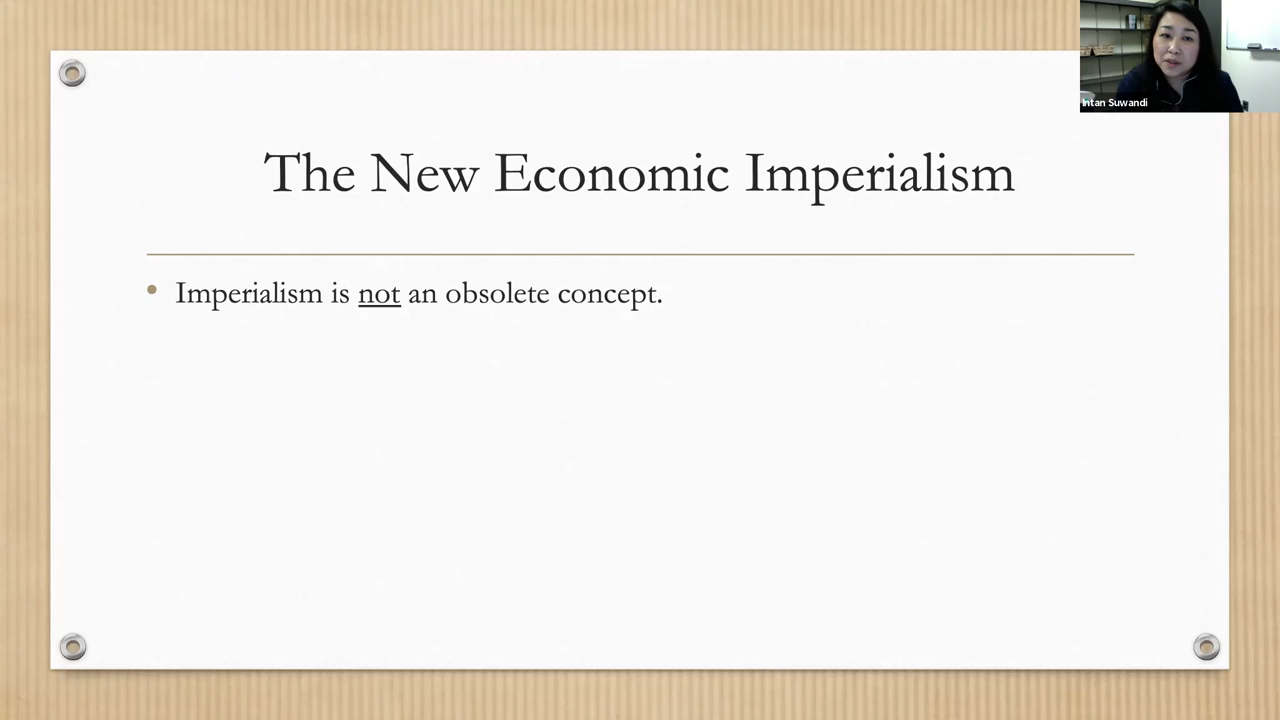 Intan Suwandi
The New Economic Imperialism
• Imperialism is not an obsolete concept.